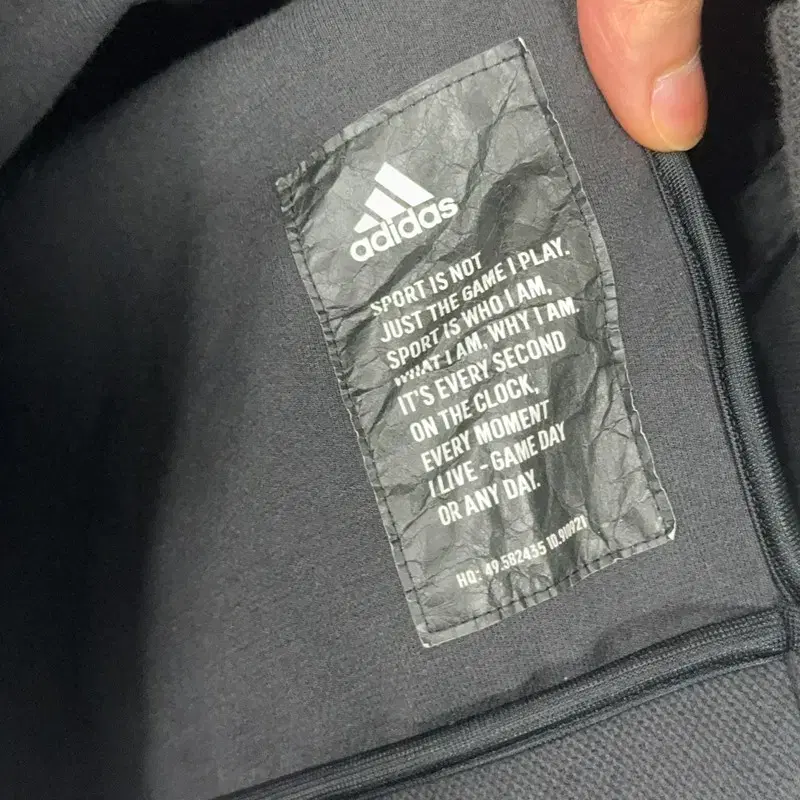 adidas
SPORT IS NOT
JUST THE GAME I PLAY.
SPORT IS WHO I AM,
WHAT I AM, WHY I AM.
IT'S EVERY SECOND
ON THE CLOCK,
EVERY MOMENT
I LIVE - GAME DAY
OR ANY DAY.
HQ: 49.582435 10.910921